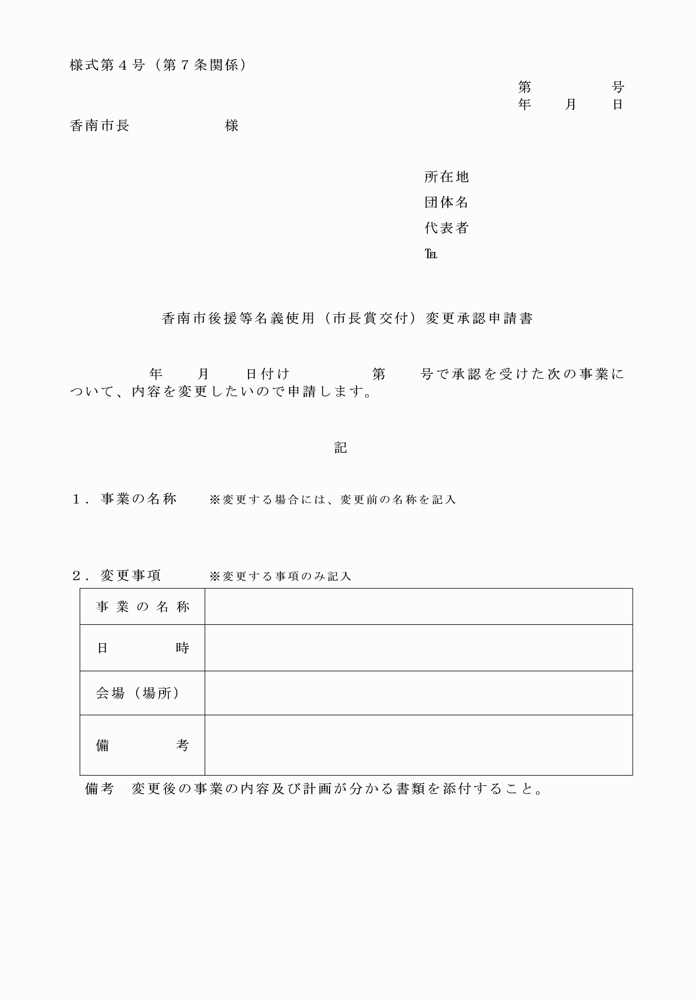 様式第４号（第７条関係）
第　　　　　号
年　　月　　日
香南市長　　　　　　様
所在地
団体名
代表者
℡
香南市後援等名義使用（市長賞交付）変更承認申請書
年　　月　　日付け　　　　　第　　号で承認を受けた次の事業に
ついて、内容を変更したいので申請します。
記
１．事業の名称　　※変更する場合には、変更前の名称を記入
２．変更事項　　　※変更する事項のみ記入
事業の名称
日　　　　時
会場（場所）
備　　　　考
備考　変更後の事業の内容及び計画が分かる書類を添付すること。